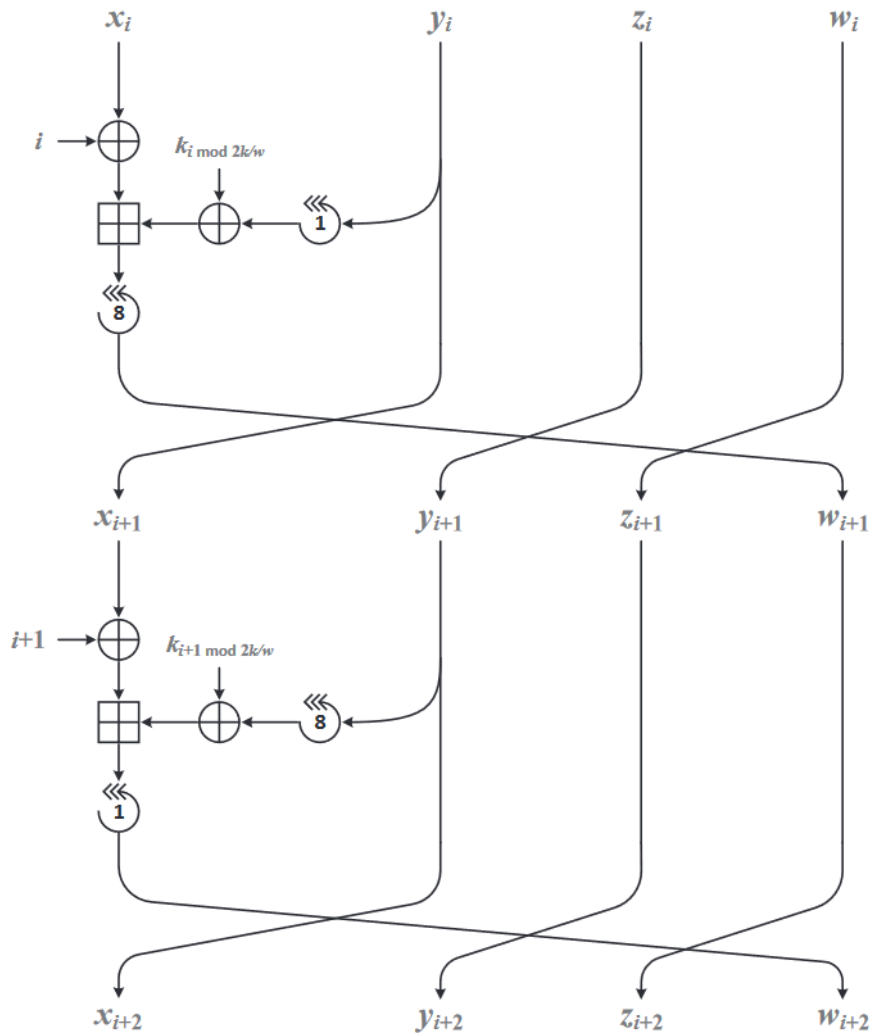 xᵢ yᵢ zᵢ wᵢ
kᵢ mod 2k/w
i
1
8
xᵢ₊₁ yᵢ₊₁ zᵢ₊₁ wᵢ₊₁
kᵢ₊₁ mod 2k/w
i+1
8
1
xᵢ₊₂ yᵢ₊₂ zᵢ₊₂ wᵢ₊₂